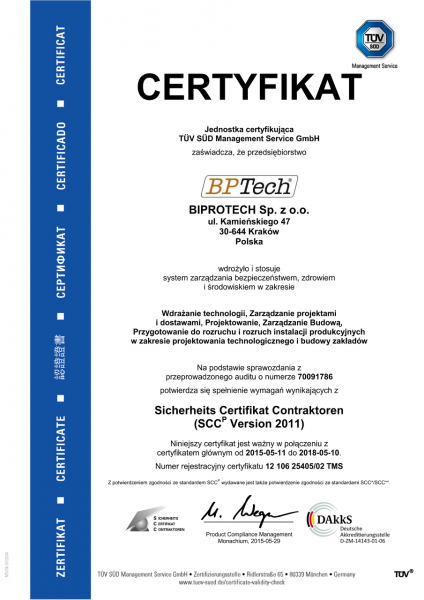 TÜV
SÜD
Management Service
CERTYFIKAT
Jednostka certyfikująca
TÜV SÜD Management Service GmbH
zaświadcza, że przedsiębiorstwo
BPTech®
BIPROTECH Sp. z o.o.
ul. Kamieńskiego 47
30-644 Kraków
Polska
wdrożyło i stosuje
system zarządzania bezpieczeństwem, zdrowiem
i środowiskiem w zakresie
Wdrażanie technologii, Zarządzanie projektami
i dostawami, Projektowanie, Zarządzanie Budową,
Przygotowanie do rozruchu i rozruch instalacji produkcyjnych
w zakresie projektowania technologicznego i budowy zakładów
Na podstawie sprawozdania z
przeprowadzonego auditu o numerze 70091786
potwierdza się spełnienie wymagań wynikających z
Sicherheits Certifikat Contraktoren
(SCCP Version 2011)
Niniejszy certyfikat jest ważny w połączeniu z
certyfikatem głównym od 2015-05-11 do 2018-05-10.
Numer rejestracyjny certyfikatu 12 106 25405/02 TMS
Z potwierdzeniem zgodności ze standardem SCCP wydawane jest także potwierdzenie zgodności ze standardami SCC*/SCC**.
SICHERHEITS
CERTIFIKAT
CONTRAKTOREN
Product Compliance Management
Monachium, 2015-05-29
DAkkS
Deutsche
Akkreditierungsstelle
D-ZM-14143-01-06
TÜV SÜD Management Service GmbH • Zertifizierungsstelle • Ridlerstraße 65 • 80339 München • Germany
www.tuev-sued.de/certificate-validity-check
TÜV®
ZERTIFIKAT ■ CERTIFICATE ■ 認證證書 ■ СЕРТИФИКАТ ■ CERTIFICADO ■ CERTIFICAT